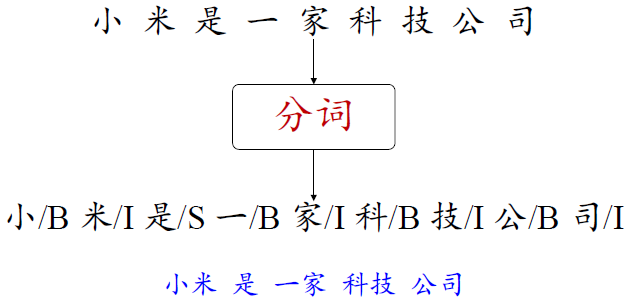 小 米 是 一 家 科 技 公 司
分词
小/B 米/I 是/S 一/B 家/I 科/B 技/I 公/B 司/I
小米 是 一家 科技 公司